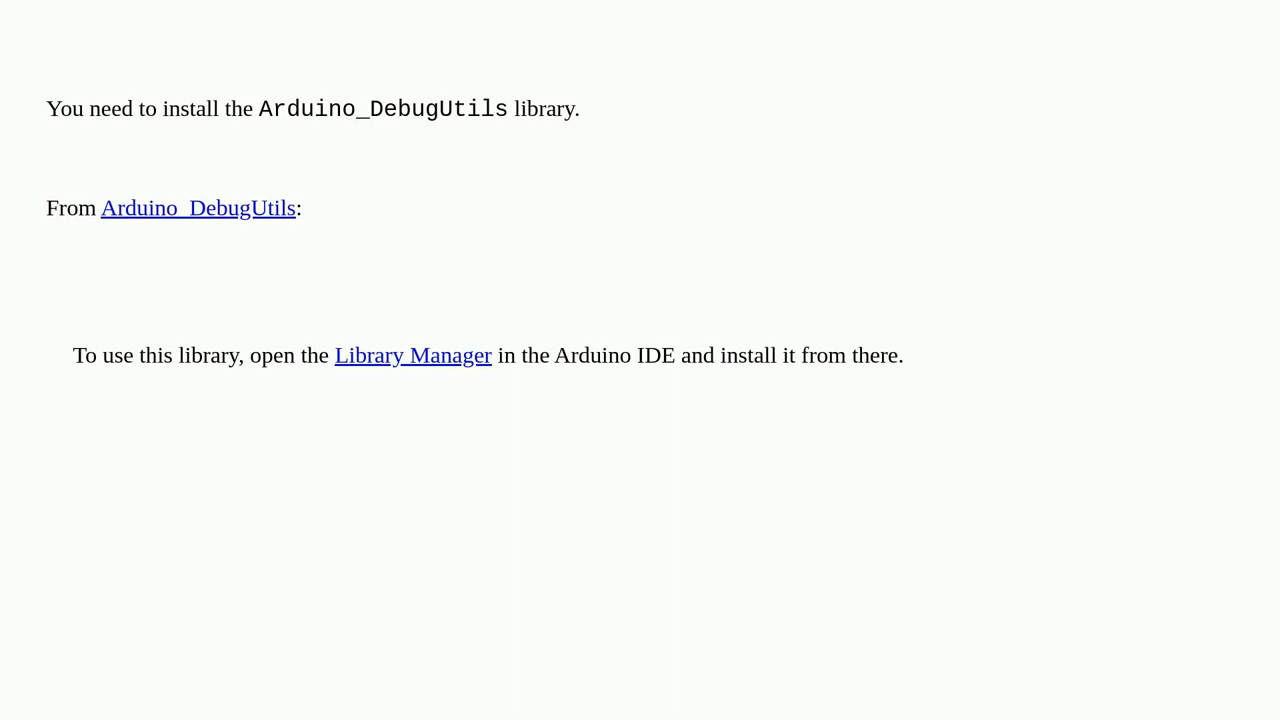 You need to install the Arduino_DebugUtils library.
From Arduino_DebugUtils:
To use this library, open the Library Manager in the Arduino IDE and install it from there.